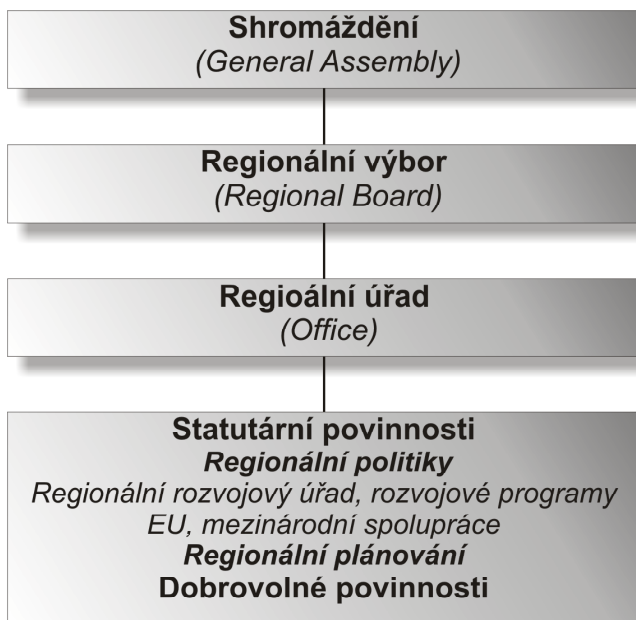 Shromáždění
(General Assembly)
Regionální výbor
(Regional Board)
Regioální úřad
(Office)
Statutární povinnosti
Regionální politiky
Regionální rozvojový úřad, rozvojové programy
EU, mezinárodní spolupráce
Regionální plánování
Dobrovolné povinnosti